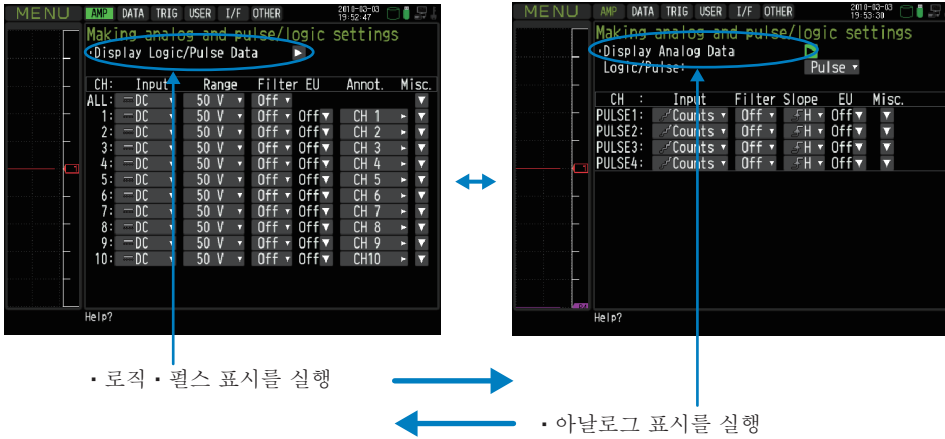 MENU AMP DATA TRIG USER I/F OTHER 2010-03-03 19:52:47
Making analog and pulse/logic settings
·Display Logic/Pulse Data
CH: Input Range Filter EU Annot. Misc.
ALL: DC 50 V Off
1: DC 50 V Off Off CH 1
2: DC 50 V Off Off CH 2
3: DC 50 V Off Off CH 3
4: DC 50 V Off Off CH 4
5: DC 50 V Off Off CH 5
6: DC 50 V Off Off CH 6
7: DC 50 V Off Off CH 7
8: DC 50 V Off Off CH 8
9: DC 50 V Off Off CH 9
10: DC 50 V Off Off CH10
Help?
MENU AMP DATA TRIG USER I/F OTHER 2010-03-03 19:53:30
Making analog and pulse/logic settings
·Display Analog Data
Logic/Pulse: Pulse
CH : Input Filter Slope EU Misc.
PULSE1: Counts Off H Off
PULSE2: Counts Off H Off
PULSE3: Counts Off H Off
PULSE4: Counts Off H Off
Help?
▪ 로직 ▪ 펄스 표시를 실행
▪ 아날로그 표시를 실행